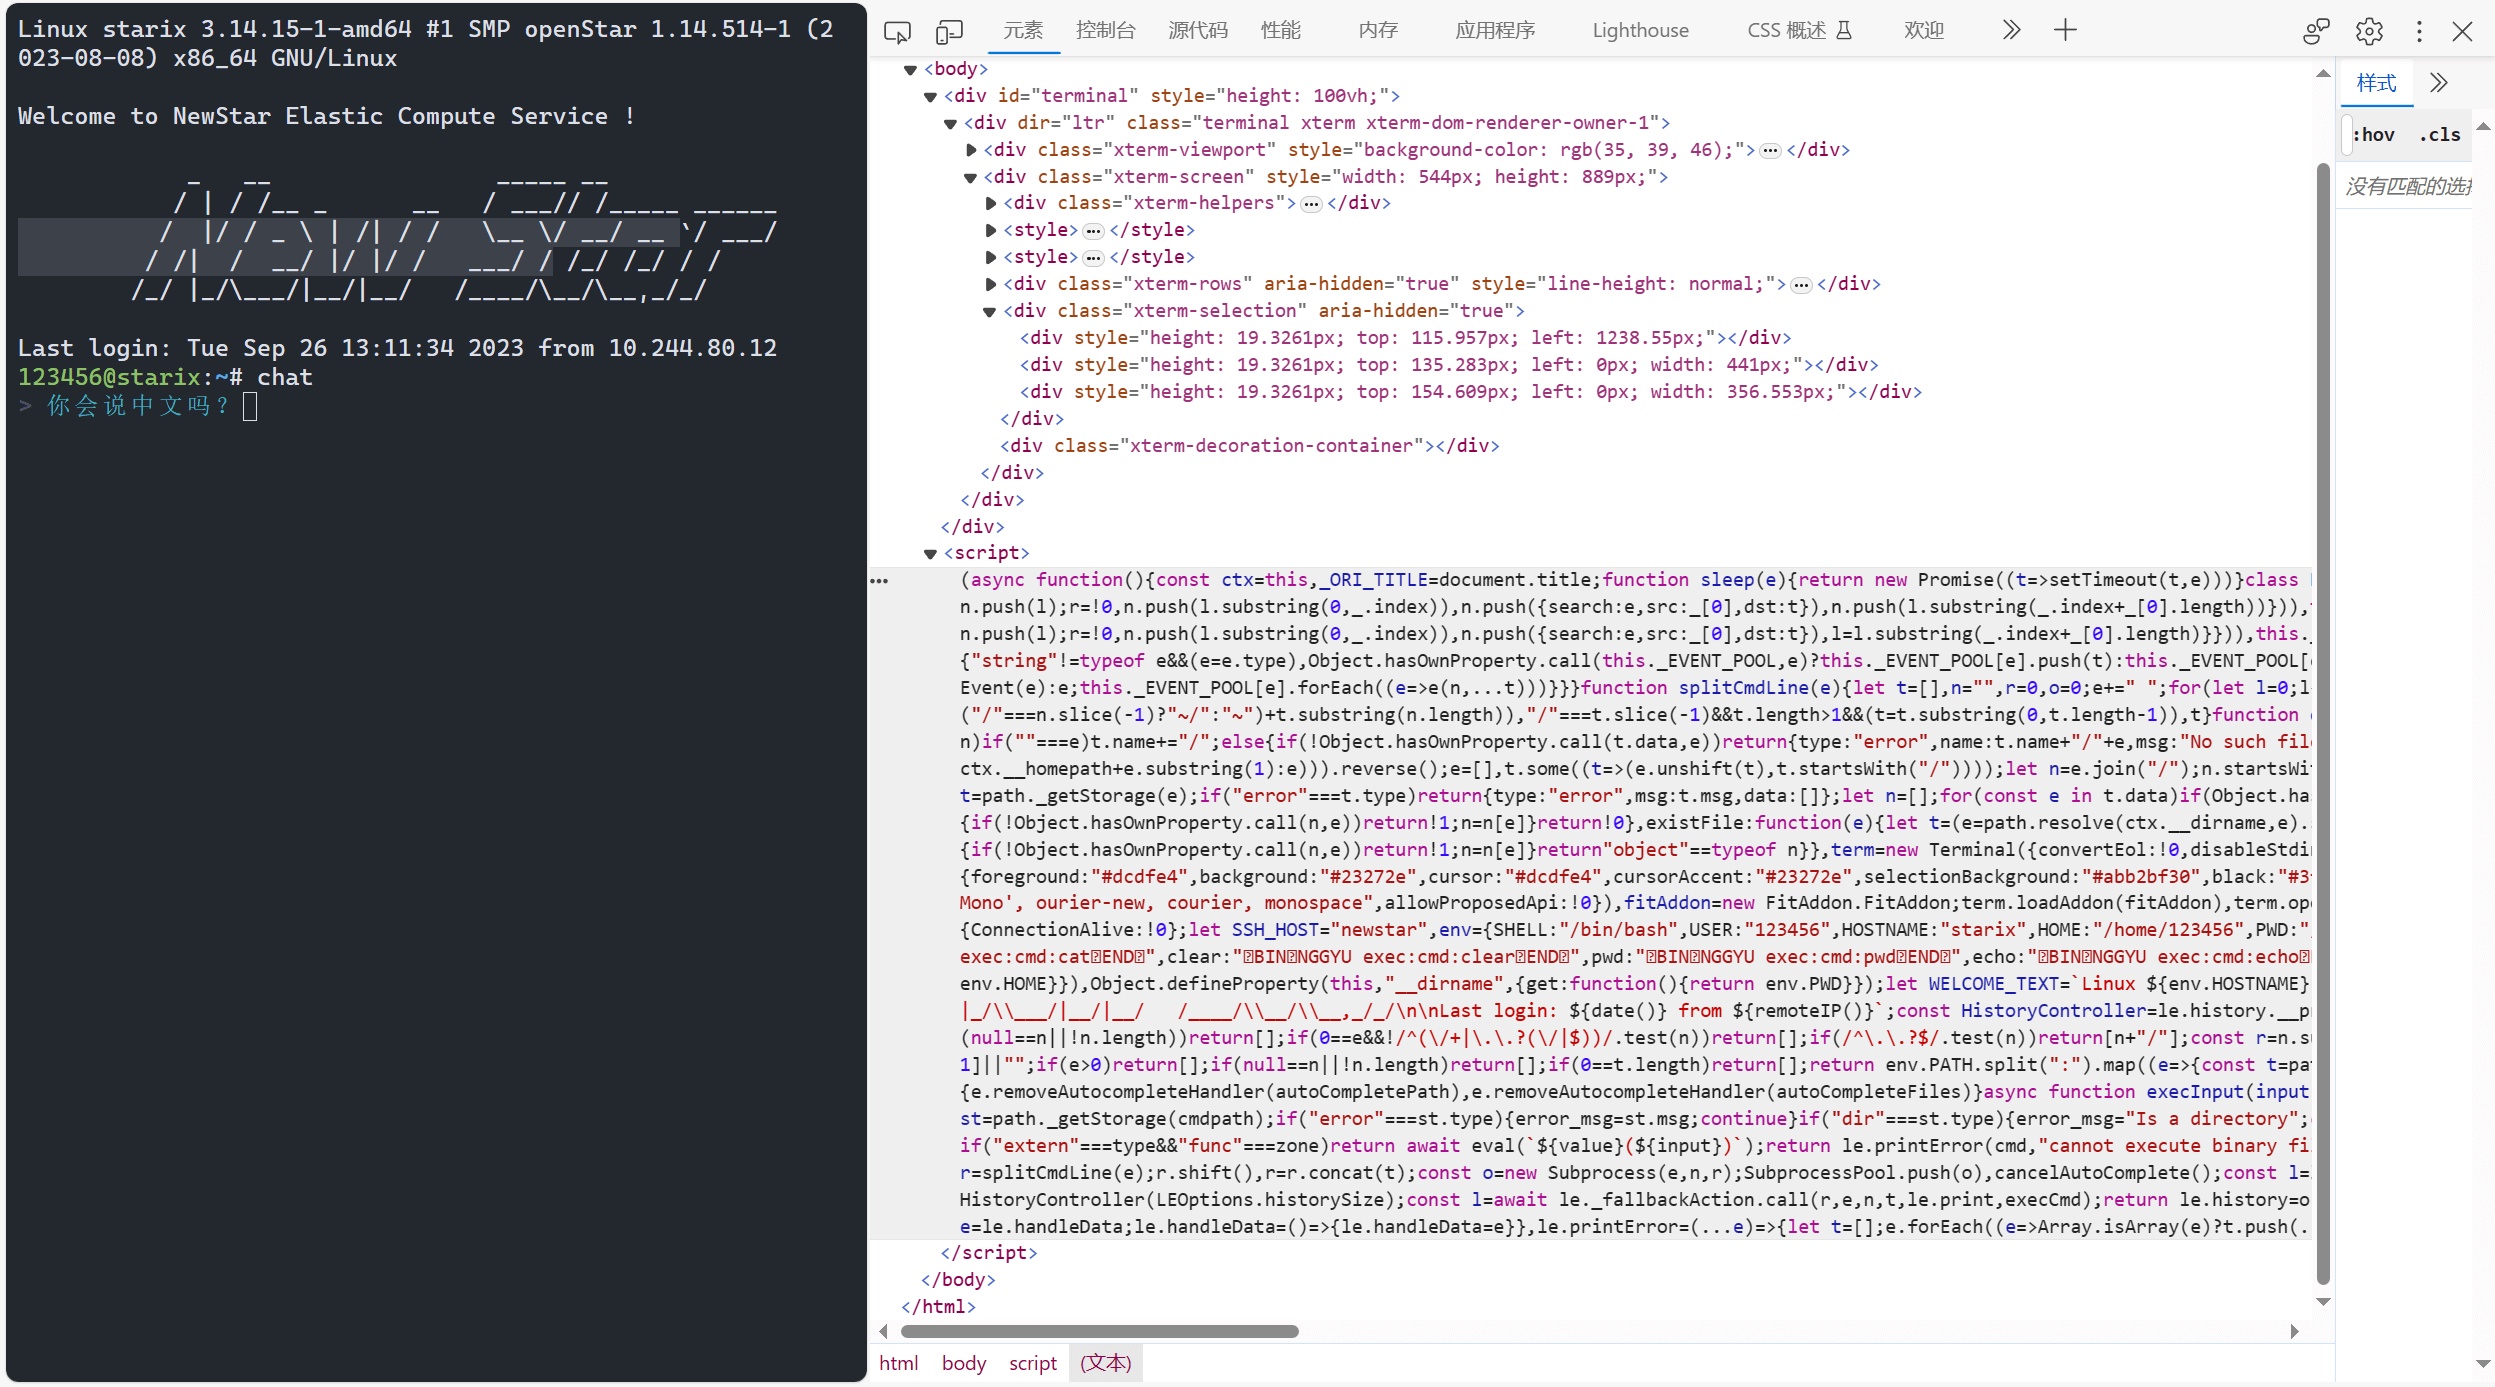 Linux starix 3.14.15-1-amd64 #1 SMP openStar 1.14.514-1 (2
023-08-08) x86_64 GNU/Linux
Welcome to NewStar Elastic Compute Service !
Last login: Tue Sep 26 13:11:34 2023 from 10.244.80.12
123456@starix:~# chat
> 你会说中文吗？
元素 控制台 源代码 性能 内存 应用程序 Lighthouse CSS 概述 欢迎
<body>
<div id="terminal" style="height: 100vh;">
<div dir="ltr" class="terminal xterm xterm-dom-renderer-owner-1">
<div class="xterm-viewport" style="background-color: rgb(35, 39, 46);">…</div>
<div class="xterm-screen" style="width: 544px; height: 889px;">
<div class="xterm-helpers">…</div>
<style>…</style>
<style>…</style>
<div class="xterm-rows" aria-hidden="true" style="line-height: normal;">…</div>
<div class="xterm-selection" aria-hidden="true">
<div style="height: 19.3261px; top: 115.957px; left: 1238.55px;"></div>
<div style="height: 19.3261px; top: 135.283px; left: 0px; width: 441px;"></div>
<div style="height: 19.3261px; top: 154.609px; left: 0px; width: 356.553px;"></div>
</div>
<div class="xterm-decoration-container"></div>
</div>
</div>
</div>
<script>
(async function(){const ctx=this,_ORI_TITLE=document.title;function sleep(e){return new Promise((t=>setTimeout(t,e)))}class
n.push(l);r=!0,n.push(l.substring(0,_.index)),n.push({search:e,src:_[0],dst:t}),n.push(l.substring(_.index+_[0].length))})),
n.push(l);r=!0,n.push(l.substring(0,_.index)),n.push({search:e,src:_[0],dst:t}),l=l.substring(_.index+_[0].length)}})),this.
{"string"!=typeof e&&(e=e.type),Object.hasOwnProperty.call(this._EVENT_POOL,e)?this._EVENT_POOL[e].push(t):this._EVENT_POOL[
Event(e):e;this._EVENT_POOL[e].forEach((e=>e(n,...t)))}}}function splitCmdLine(e){let t=[],n="",r=0,o=0;e+=" ";for(let l=0;l
("/"===n.slice(-1)?"~/":"~")+t.substring(n.length)),"/"===t.slice(-1)&&t.length>1&&(t=t.substring(0,t.length-1)),t}function
n)if(""===e)t.name+="/";else{if(!Object.hasOwnProperty.call(t.data,e))return{type:"error",name:t.name+"/"+e,msg:"No such fil
ctx.__homepath+e.substring(1):e))).reverse();e=[],t.some((t=>(e.unshift(t),t.startsWith("/"))));let n=e.join("/");n.startsWi
t=path._getStorage(e);if("error"===t.type)return{type:"error",msg:t.msg,data:[]};let n=[];for(const e in t.data)if(Object.ha
{if(!Object.hasOwnProperty.call(n,e))return!1;n=n[e]}return!0},existFile:function(e){let t=(e=path.resolve(ctx.__dirname,e).
{if(!Object.hasOwnProperty.call(n,e))return!1;n=n[e]}return"object"==typeof n}},term=new Terminal({convertEol:!0,disableStdi
{foreground:"#dcdfe4",background:"#23272e",cursor:"#dcdfe4",cursorAccent:"#23272e",selectionBackground:"#abb2bf30",black:"#3
Mono', ourier-new, courier, monospace",allowProposedApi:!0}),fitAddon=new FitAddon.FitAddon;term.loadAddon(fitAddon),term.op
{ConnectionAlive:!0};let SSH_HOST="newstar",env={SHELL:"/bin/bash",USER:"123456",HOSTNAME:"starix",HOME:"/home/123456",PWD:"
exec:cmd:cat END ",clear:" BIN NGGYU exec:cmd:clear END ",pwd:" BIN NGGYU exec:cmd:pwd END ",echo:" BIN NGGYU exec:cmd:echo
env.HOME}}),Object.defineProperty(this,"__dirname",{get:function(){return env.PWD}});let WELCOME_TEXT=`Linux ${env.HOSTNAME}
|_/\\___/|__/|__/   /____/\\__/\\__,_/_/\n\nLast login: ${date()} from ${remoteIP()}`;const HistoryController=le.history.__p
(null==n||!n.length))return[];if(0==e&&!/^(\/+|\.\.?(\/|$))/.test(n))return[];if(/^\.\.?$/.test(n))return[n+"/"];const r=n.s
1]||"";if(e>0)return[];if(null==n||!n.length)return[];if(0==t.length)return[];return env.PATH.split(":").map((e=>{const t=pa
{e.removeAutocompleteHandler(autoCompletePath),e.removeAutocompleteHandler(autoCompleteFiles)}async function execInput(input
st=path._getStorage(cmdpath);if("error"===st.type){error_msg=st.msg;continue}if("dir"===st.type){error_msg="Is a directory";
if("extern"===type&&"func"===zone)return await eval(`${value}(${input})`);return le.printError(cmd,"cannot execute binary fi
r=splitCmdLine(e);r.shift(),r=r.concat(t);const o=new Subprocess(e,n,r);SubprocessPool.push(o),cancelAutoComplete();const l=
HistoryController(LEOptions.historySize);const l=await le._fallbackAction.call(r,e,n,t,le.print,execCmd);return le.history=o
e=le.handleData;le.handleData=()=>{le.handleData=e}},le.printError=(...e)=>{let t=[];e.forEach((e=>Array.isArray(e)?t.push(.
</script>
</body>
</html>
html body script (文本)
样式
:hov .cls
没有匹配的选